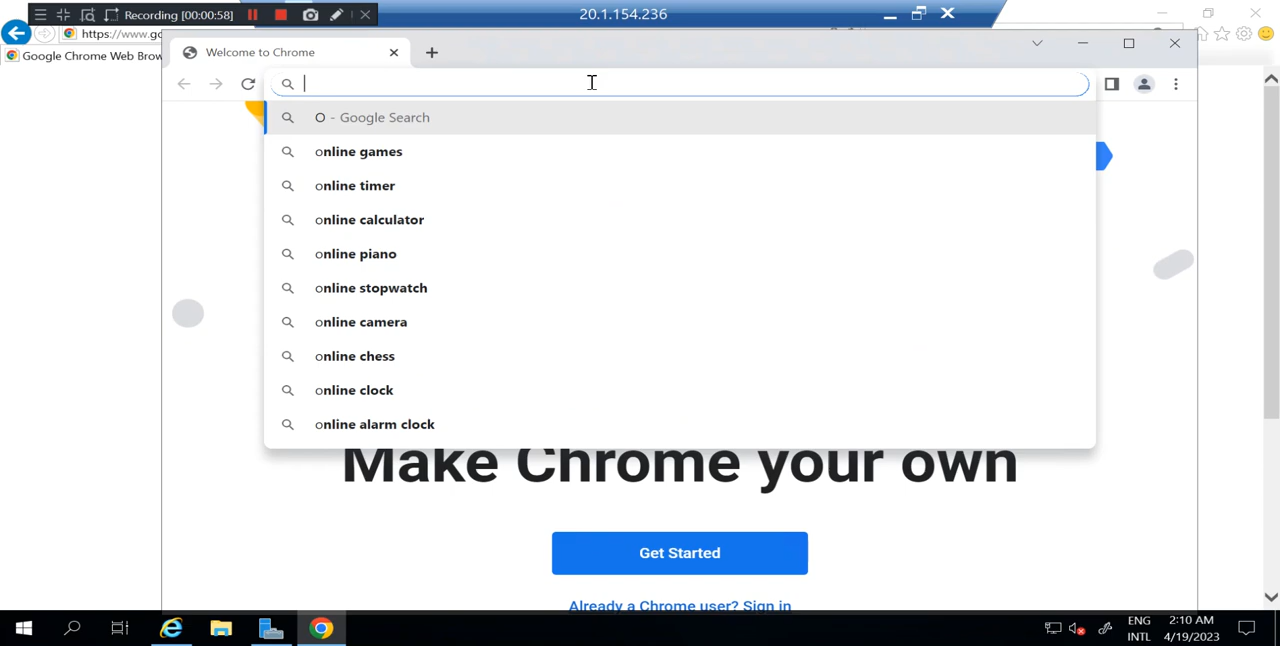 Recording [00:00:58]
20.1.154.236
https://www.go
Google Chrome Web Brow
Welcome to Chrome
O - Google Search
online games
online timer
online calculator
online piano
online stopwatch
online camera
online chess
online clock
online alarm clock
Make Chrome your own
Get Started
Already a Chrome user? Sign in
ENG
INTL
2:10 AM
4/19/2023